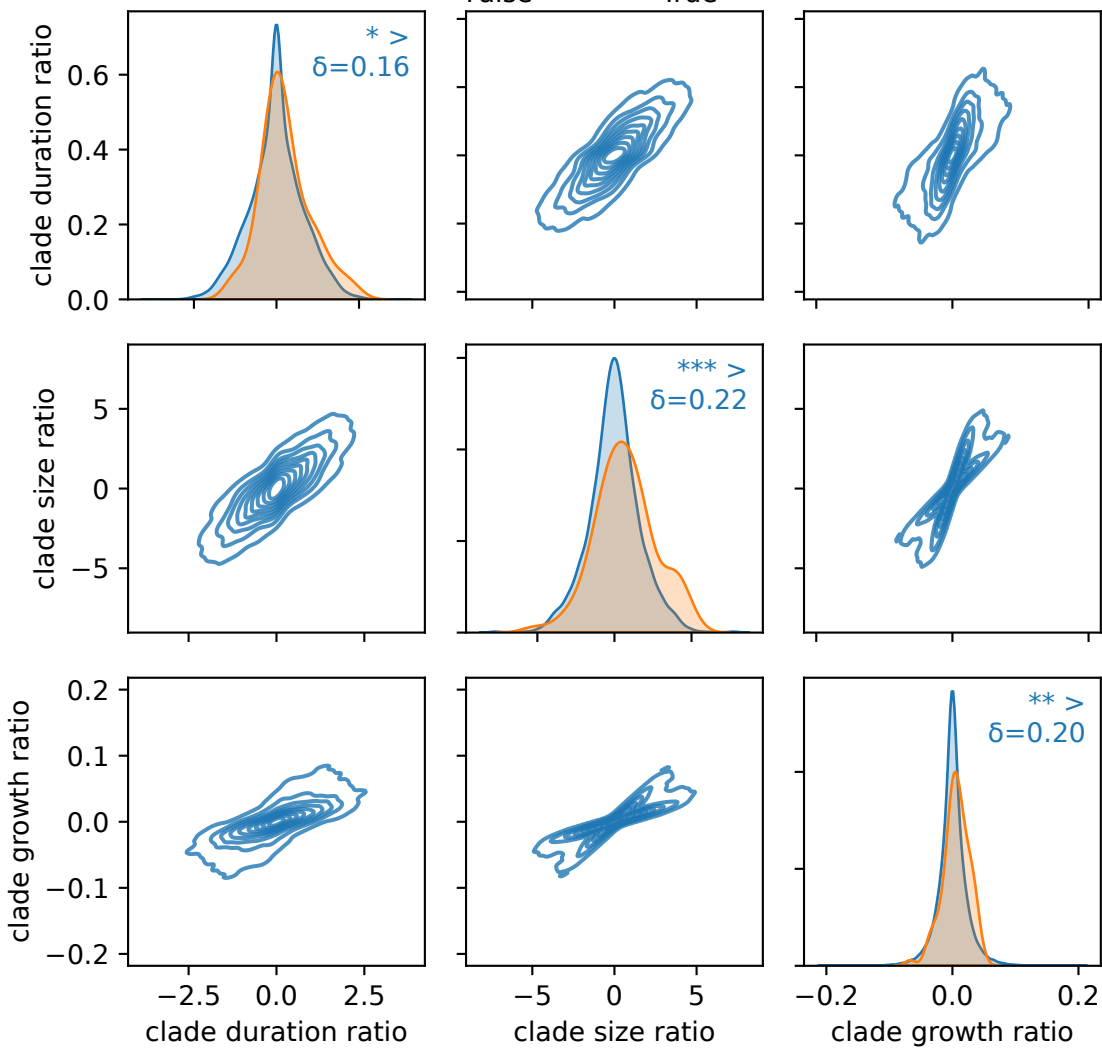 * >
δ=0.16
0.6
0.4
0.2
0.0
clade duration ratio
*** >
δ=0.22
5
0
−5
clade size ratio
** >
δ=0.20
0.2
0.1
0.0
−0.1
−0.2
clade growth ratio
−2.5 0.0 2.5
−5 0 5
−0.2 0.0 0.2
clade duration ratio
clade size ratio
clade growth ratio